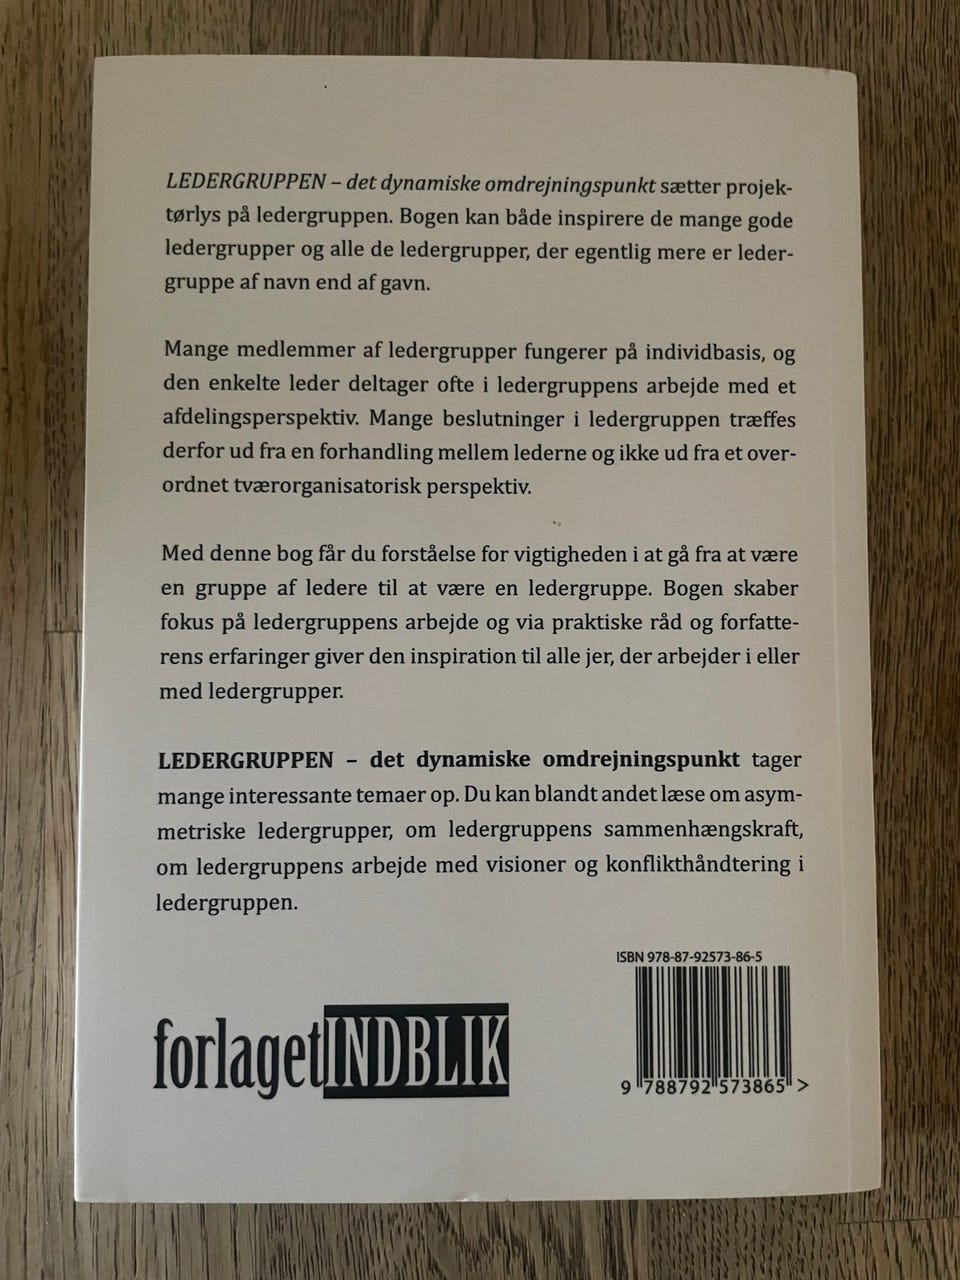 LEDERGRUPPEN – det dynamiske omdrejningspunkt sætter projek-
tørlys på ledergruppen. Bogen kan både inspirere de mange gode
ledergrupper og alle de ledergrupper, der egentlig mere er leder-
gruppe af navn end af gavn.
Mange medlemmer af ledergrupper fungerer på individbasis, og
den enkelte leder deltager ofte i ledergruppens arbejde med et
afdelingsperspektiv. Mange beslutninger i ledergruppen træffes
derfor ud fra en forhandling mellem lederne og ikke ud fra et over-
ordnet tværorganisatorisk perspektiv.
Med denne bog får du forståelse for vigtigheden i at gå fra at være
en gruppe af ledere til at være en ledergruppe. Bogen skaber
fokus på ledergruppens arbejde og via praktiske råd og forfatte-
rens erfaringer giver den inspiration til alle jer, der arbejder i eller
med ledergrupper.
LEDERGRUPPEN – det dynamiske omdrejningspunkt tager
mange interessante temaer op. Du kan blandt andet læse om asym-
metriske ledergrupper, om ledergruppens sammenhængskraft,
om ledergruppens arbejde med visioner og konflikthåndtering i
ledergruppen.
ISBN 978-87-92573-86-5
forlagetINDBLIK
9 788792 573865 >